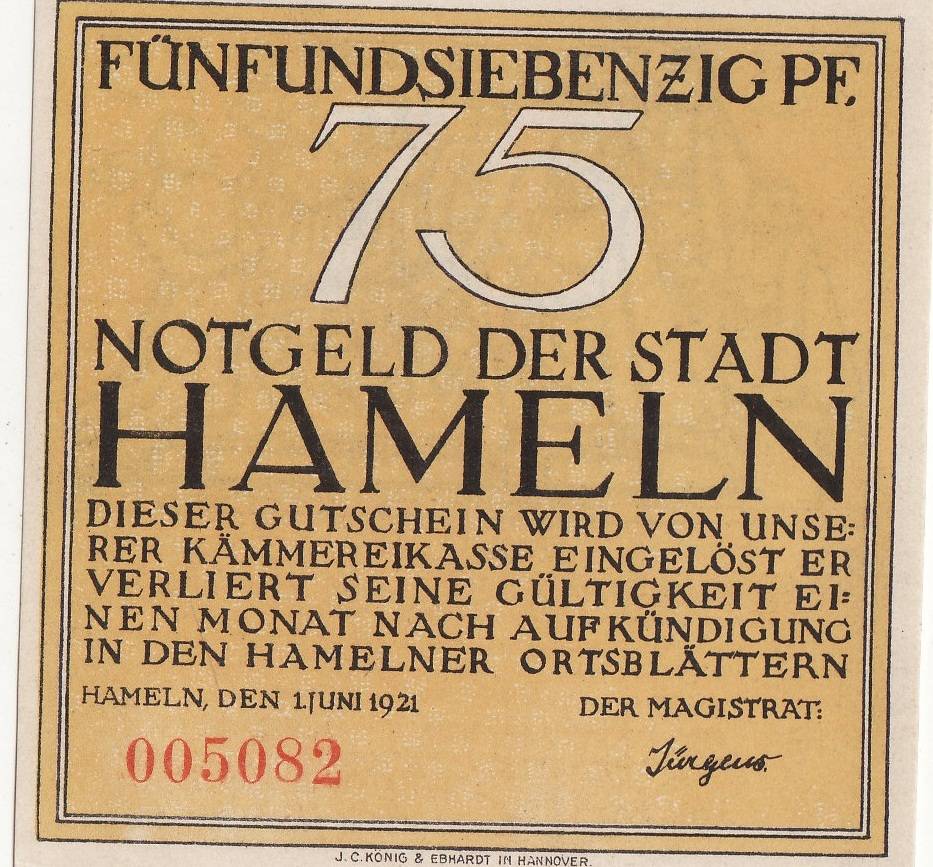 FÜNFUNDSIEBENZIG PF.
75
NOTGELD DER STADT
HAMELN
DIESER GUTSCHEIN WIRD VON UNSE:
RER KÄMMEREIKASSE EINGELÖST ER
VERLIERT SEINE GÜLTIGKEIT EI:
NEN MONAT NACH AUFKÜNDIGUNG
IN DEN HAMELNER ORTSBLÄTTERN
HAMELN, DEN 1. JUNI 1921
DER MAGISTRAT:
005082
Jürgens.
J.C. KÖNIG & EBHARDT IN HANNOVER.